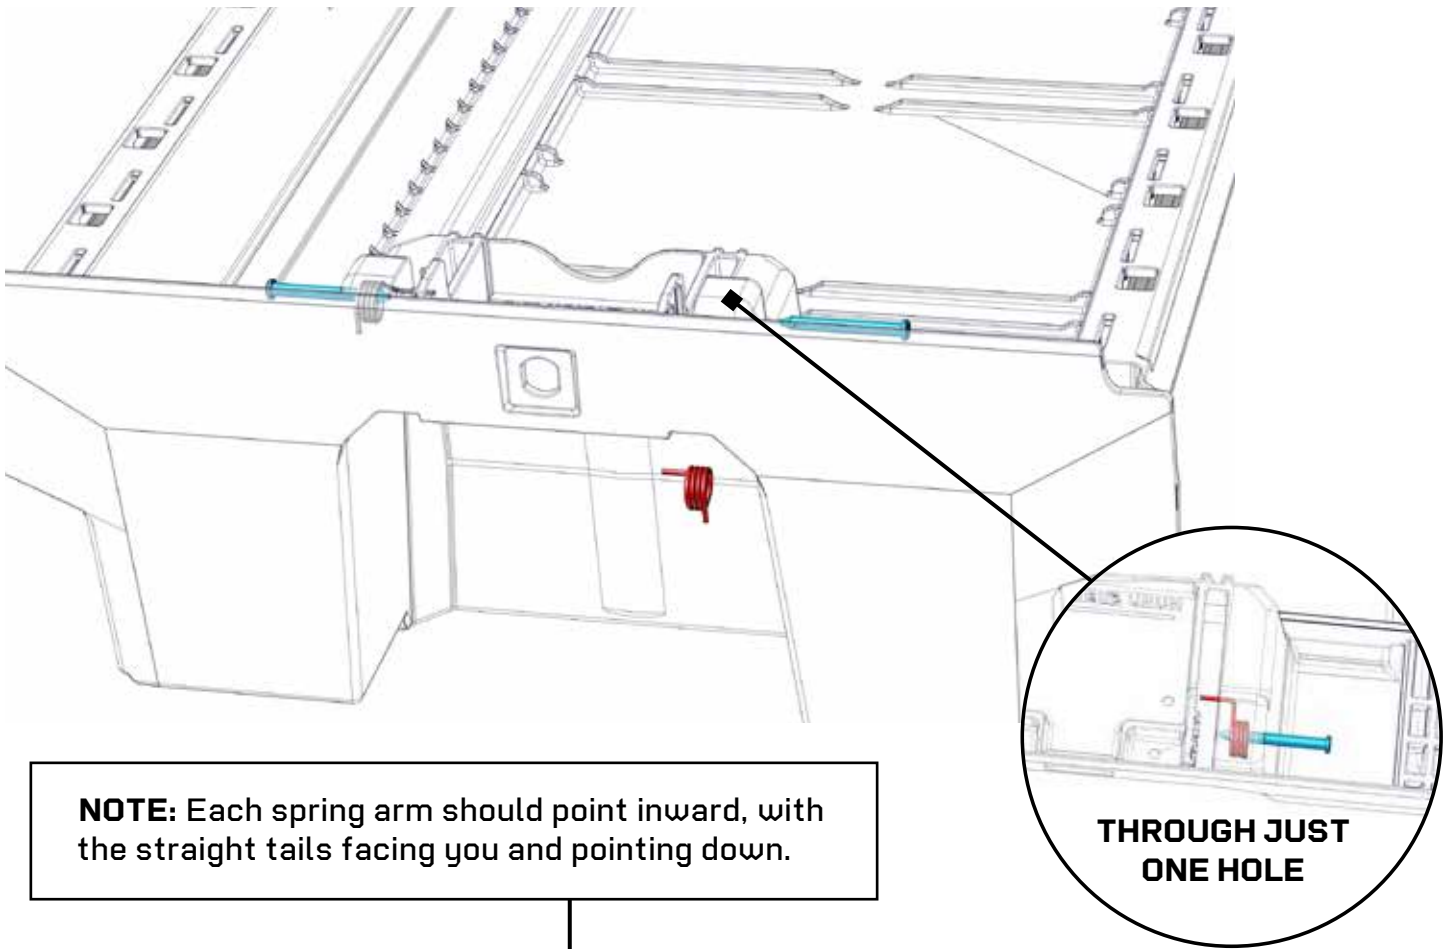 NOTE: Each spring arm should point inward, with
the straight tails facing you and pointing down.
THROUGH JUST
ONE HOLE